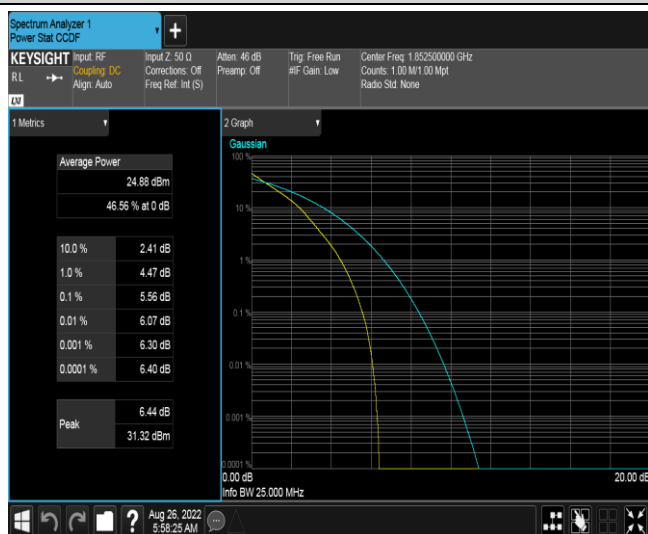 Spectrum Analyzer 1
Power Stat CCDF
KEYSIGHT
RL
LXI
Input: RF
Coupling: DC
Align: Auto
Input Z: 50 Ω
Corrections: Off
Freq Ref: Int (S)
Atten: 46 dB
Preamp: Off
Trig: Free Run
#IF Gain: Low
Center Freq: 1.852500000 GHz
Counts: 1.00 M/1.00 Mpt
Radio Std: None
1 Metrics
Average Power
24.88 dBm
46.56 % at 0 dB
10.0 % 2.41 dB
1.0 % 4.47 dB
0.1 % 5.56 dB
0.01 % 6.07 dB
0.001 % 6.30 dB
0.0001 % 6.40 dB
Peak
6.44 dB
31.32 dBm
2 Graph
Gaussian
100 %
10 %
1 %
0.1 %
0.01 %
0.001 %
0.0001 %
0.00 dB
20.00 dB
Info BW 25.000 MHz
?
Aug 26, 2022
5:58:25 AM